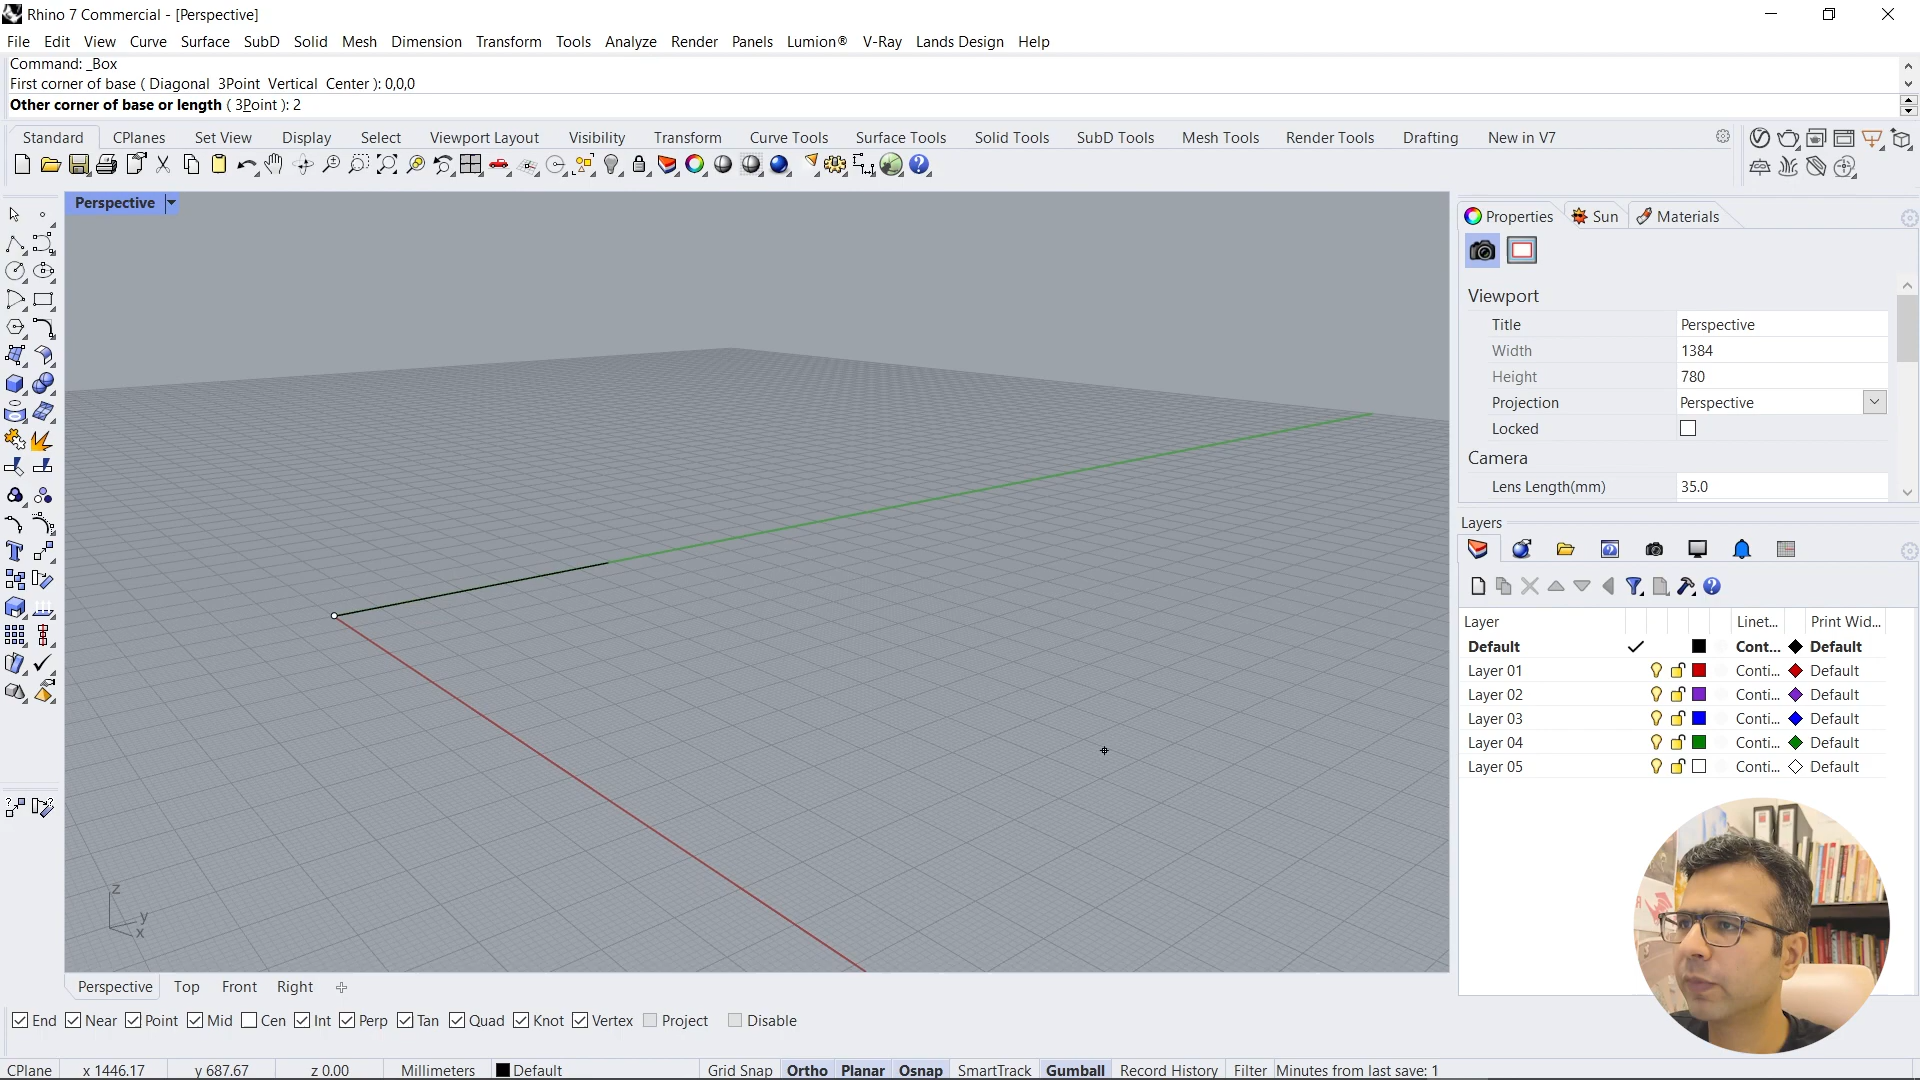 Rhino 7 Commercial - [Perspective]
File Edit View Curve Surface SubD Solid Mesh Dimension Transform Tools Analyze Render Panels Lumion® V-Ray Lands Design Help
Command: _Box
First corner of base ( Diagonal 3Point Vertical Center ): 0,0,0
Other corner of base or length ( 3Point ): 2
Standard CPlanes Set View Display Select Viewport Layout Visibility Transform Curve Tools Surface Tools Solid Tools SubD Tools Mesh Tools Render Tools Drafting New in V7
Perspective
Properties Sun Materials
Viewport
Title Perspective
Width 1384
Height 780
Projection Perspective
Locked
Camera
Lens Length(mm) 35.0
Layers
Layer Linet... Print Wid...
Default Cont... Default
Layer 01 Conti... Default
Layer 02 Conti... Default
Layer 03 Conti... Default
Layer 04 Conti... Default
Layer 05 Conti... Default
z
y
x
Perspective Top Front Right
End Near Point Mid Cen Int Perp Tan Quad Knot Vertex Project Disable
CPlane x 1446.17 y 687.67 z 0.00 Millimeters Default Grid Snap Ortho Planar Osnap SmartTrack Gumball Record History Filter Minutes from last save: 1